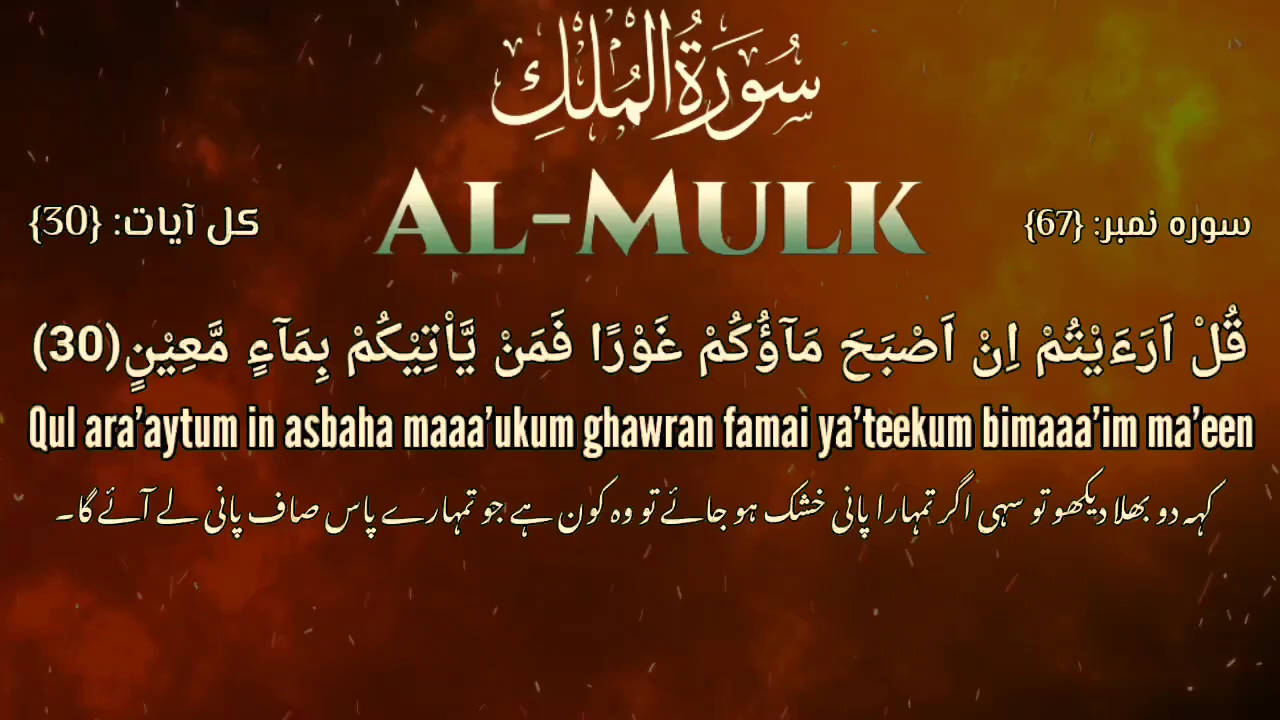 سُورَةُ الْمُلْكِ
AL-MULK
سورہ نمبر: {67}
کل آیات: {30}
قُلْ اَرَءَيْتُمْ اِنْ اَصْبَحَ مَآؤُكُمْ غَوْرًا فَمَنْ يَّاْتِيْكُمْ بِمَآءٍ مَّعِيْنٍ(30)
Qul ara’aytum in asbaha maaa’ukum ghawran famai ya’teekum bimaaa’im ma’een
کہہ دو بھلا دیکھو تو سہی اگر تمہارا پانی خشک ہو جائے تو وہ کون ہے جو تمہارے پاس صاف پانی لے آئے گا۔